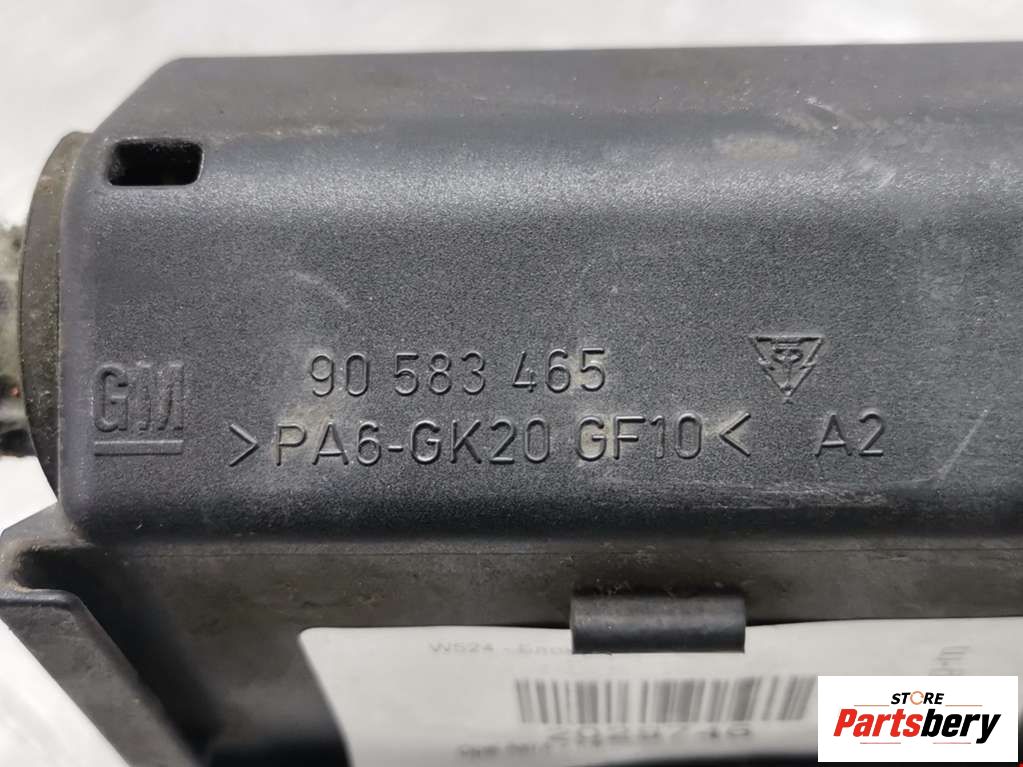 GM
90 583 465
>PA6-GK20 GF10< A2
STORE
Partsbery